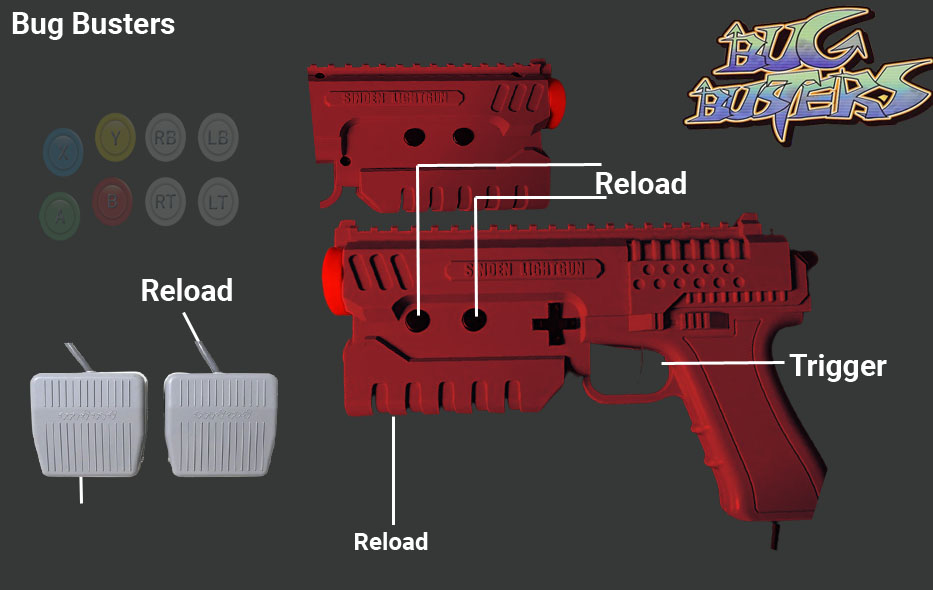 Bug Busters
BUG
BUSTERS
SINDEN LIGHTGUN
X
Y
RB
LB
A
B
RT
LT
Reload
SINDEN LIGHTGUN
Reload
Trigger
Reload